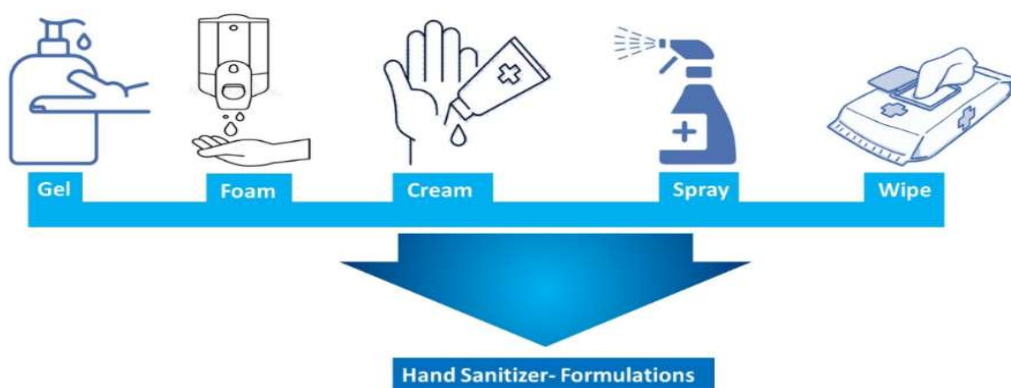 Gel
Foam
Cream
Spray
Wipe
Hand Sanitizer- Formulations